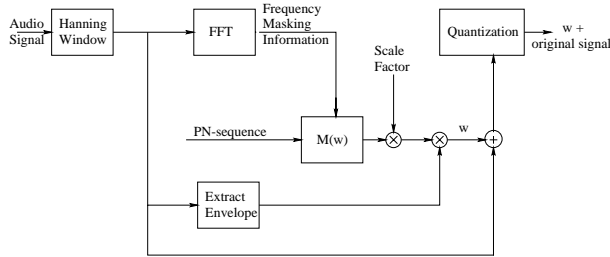 Audio
Signal
Hanning
Window
FFT
Frequency
Masking
Information
Scale
Factor
Quantization
w +
original signal
PN-sequence
M(w)
w
Extract
Envelope